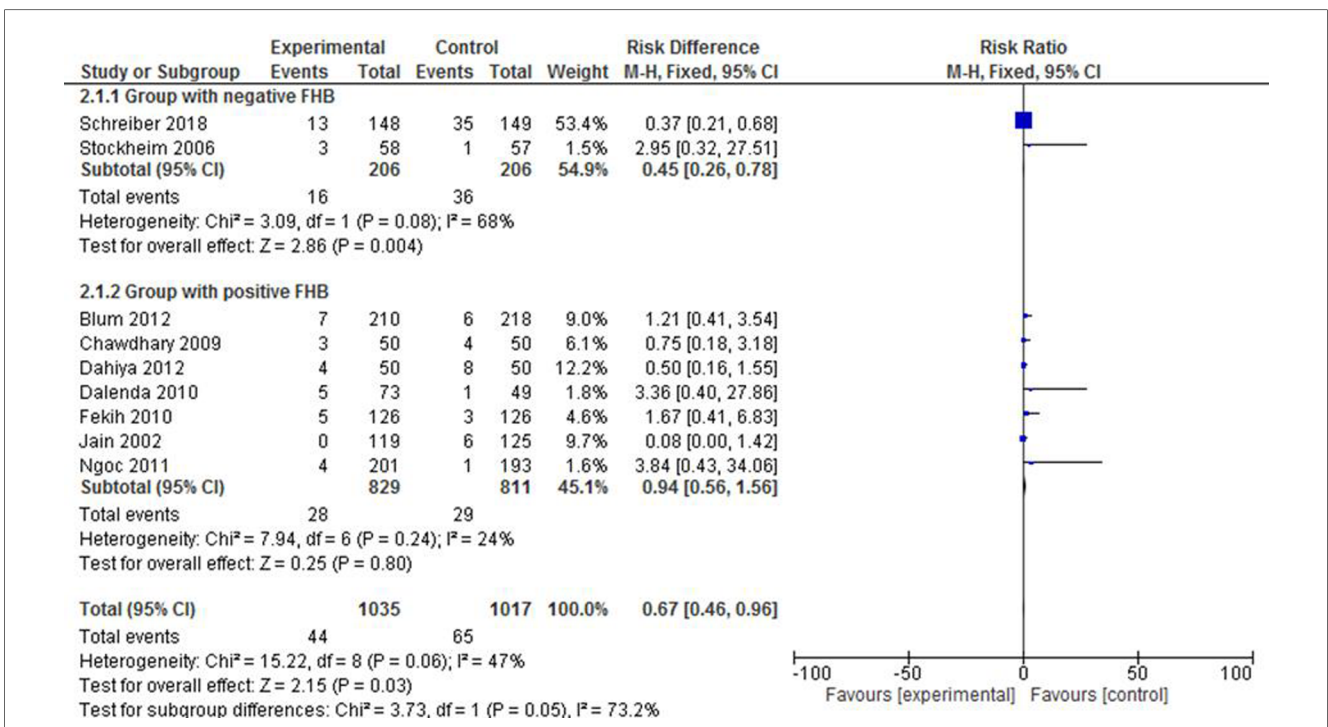 Experimental Control Risk Difference Risk Ratio
Study or Subgroup Events Total Events Total Weight M-H, Fixed, 95% CI M-H, Fixed, 95% CI
2.1.1 Group with negative FHB
Schreiber 2018 13 148 35 149 53.4% 0.37 [0.21, 0.68]
Stockheim 2006 3 58 1 57 1.5% 2.95 [0.32, 27.51]
Subtotal (95% CI) 206 206 54.9% 0.45 [0.26, 0.78]
Total events 16 36
Heterogeneity: Chi² = 3.09, df = 1 (P = 0.08); I² = 68%
Test for overall effect: Z = 2.86 (P = 0.004)
2.1.2 Group with positive FHB
Blum 2012 7 210 6 218 9.0% 1.21 [0.41, 3.54]
Chawdhary 2009 3 50 4 50 6.1% 0.75 [0.18, 3.18]
Dahiya 2012 4 50 8 50 12.2% 0.50 [0.16, 1.55]
Dalenda 2010 5 73 1 49 1.8% 3.36 [0.40, 27.86]
Fekih 2010 5 126 3 126 4.6% 1.67 [0.41, 6.83]
Jain 2002 0 119 6 125 9.7% 0.08 [0.00, 1.42]
Ngoc 2011 4 201 1 193 1.6% 3.84 [0.43, 34.06]
Subtotal (95% CI) 829 811 45.1% 0.94 [0.56, 1.56]
Total events 28 29
Heterogeneity: Chi² = 7.94, df = 6 (P = 0.24); I² = 24%
Test for overall effect: Z = 0.25 (P = 0.80)
Total (95% CI) 1035 1017 100.0% 0.67 [0.46, 0.96]
Total events 44 65
Heterogeneity: Chi² = 15.22, df = 8 (P = 0.06); I² = 47%
Test for overall effect: Z = 2.15 (P = 0.03)
Test for subgroup differences: Chi² = 3.73, df = 1 (P = 0.05), I² = 73.2%
-100 -50 0 50 100
Favours [experimental] Favours [control]